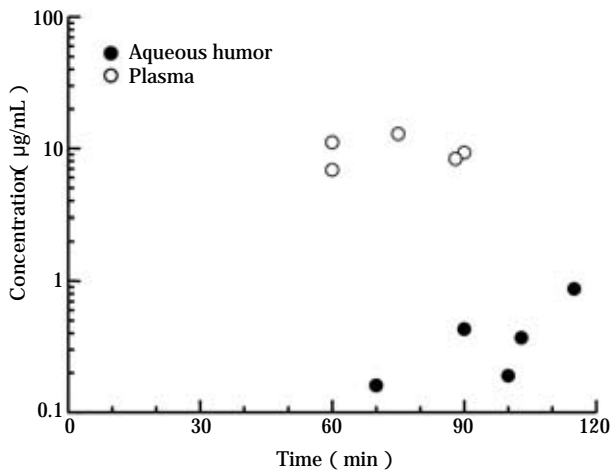 100
Aqueous humor
Plasma
10
1
0.1
Concentration( μg/mL )
0 30 60 90 120
Time ( min )